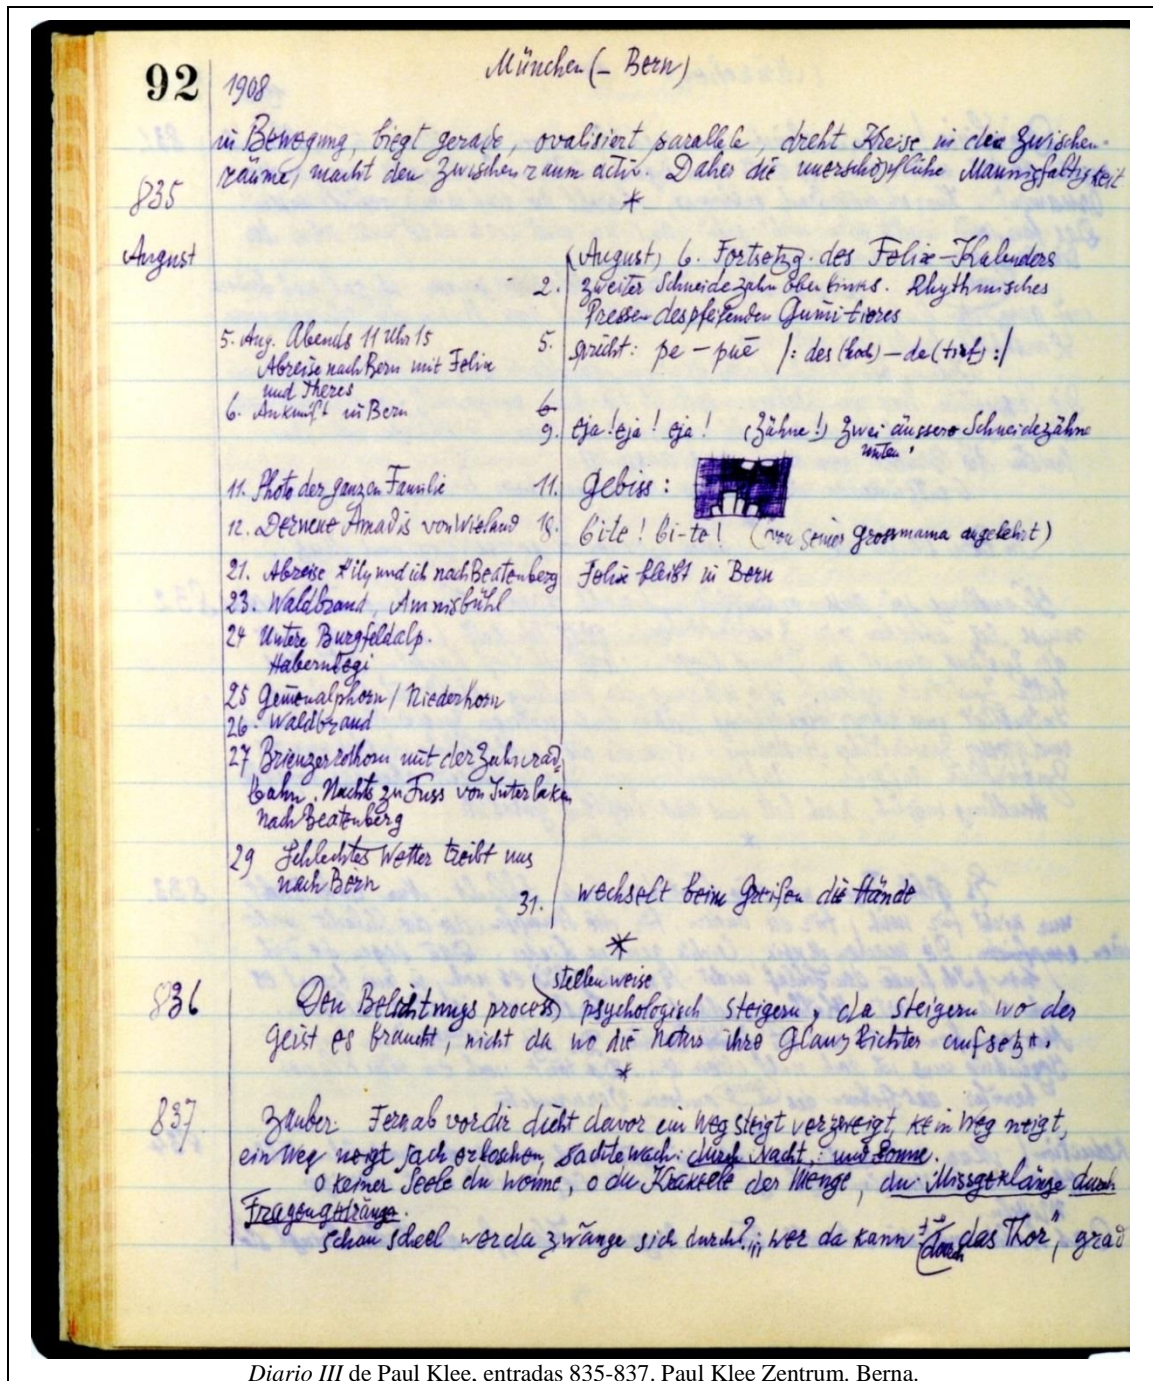 92
München (– Bern)
1908
in Bewegung, biegt gerade, ovalisiert parallele, dreht Kreise in die Zwischen-
räume, macht den Zwischenraum activ. Daher die unerschöpfliche Mannigfaltigkeit
835
*
August
(August) 6. Fortsetzg. des Felix-Kalenders
2. Zweiter Schneidezahn oben links. Rhythmisches
Pressen des pfeifenden Gumitieres
5. Aug. Abends 11 Uhr 15
Abreise nach Bern mit Felix
und Theres
5. spricht: pe – puē /: des (hoch) – de (tief) :/
6. Ankunft in Bern
6
9. eja! eja! eja! (Zähne!) Zwei äussere Schneidezähne
unten.
11. Photo der ganzen Familie
11. Gebiss:
12. Der neue Amadis von Wieland
18. bi-te! bi-te! (von seiner Grossmama angelehrt)
21. Abreise Lily und ich nach Beatenberg
Felix bleibt in Bern
23. Waldbrand, Amnisbühl
24 Untere Burgfeldalp.
Habernlegi
25 Gemmenalphorn / Niederhorn
26. Waldbrand
27 Brienzerrothorn mit der Zahnrad-
bahn. Nachts zu Fuss von Interlaken
nach Beatenberg
29 Schlechtes Wetter treibt uns
nach Bern
31. wechselt beim Greifen die Hände
*
836
stellenweise
Den Belichtungsprocess psychologisch steigern, da steigern wo der
Geist es braucht, nicht da wo die Natur ihre Glanzlichter aufsetzt.
*
837.
Zauber. Fernab vor dir dicht davor ein Weg steigt verzweigt, kein Weg neigt,
ein Weg neigt jach erloschen, sachte wach: durch Nacht: und Sonne.
O keiner Seele du Wonne, o du Krakeele der Menge, du Missgeklänge durch
Fragengedränge.
Schau scheel wer da zwänge sich durch? "wer da kann durch das Thor", grad
Diario III de Paul Klee, entradas 835-837. Paul Klee Zentrum. Berna.